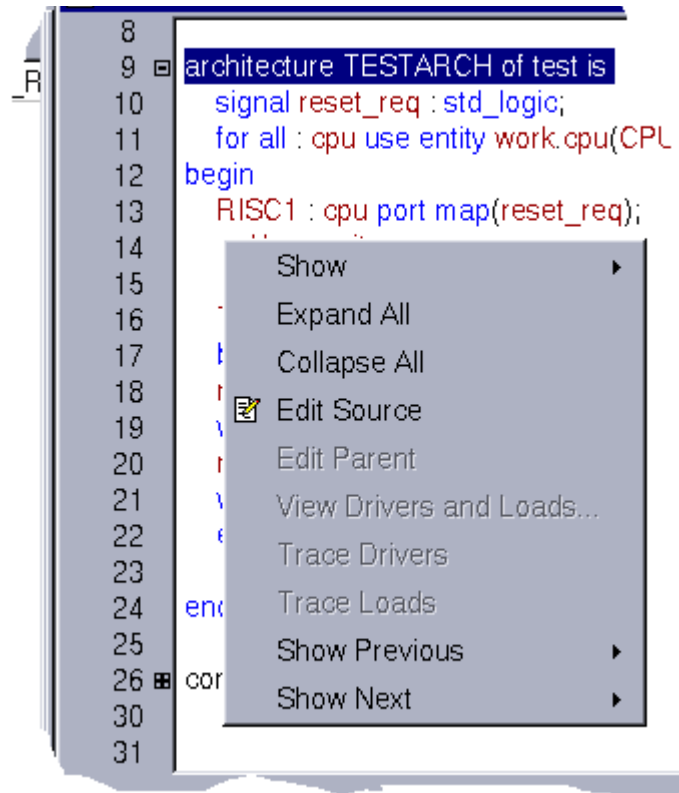 8
9 architecture TESTARCH of test is
_R
10 signal reset_req : std_logic;
11 for all : cpu use entity work.cpu(CPU
12 begin
13 RISC1 : cpu port map(reset_req);
14
15
16
17
18
19
20
21
22
23
24 end
25
26 con
30
31
Show
Expand All
Collapse All
Edit Source
Edit Parent
View Drivers and Loads...
Trace Drivers
Trace Loads
Show Previous
Show Next